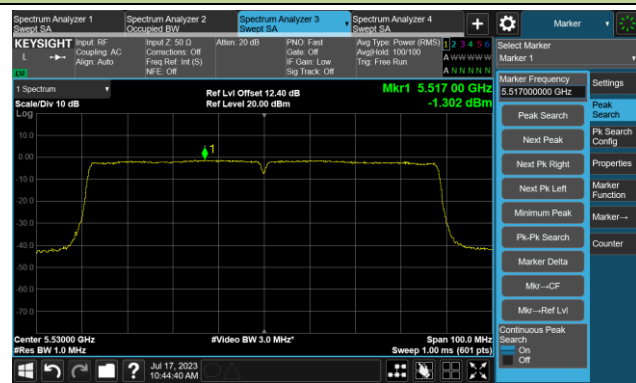 Spectrum Analyzer 1
Swept SA
Spectrum Analyzer 2
Occupied BW
Spectrum Analyzer 3
Swept SA
Spectrum Analyzer 4
Swept SA
+
Marker
KEYSIGHT
L
LW
Input: RF
Coupling: AC
Align: Auto
Input Z: 50 Ω
Corrections: Off
Freq Ref: Int (S)
NFE: Off
Atten: 20 dB
PNO: Fast
Gate: Off
IF Gain: Low
Sig Track: Off
Avg Type: Power (RMS)
Avg|Hold: 100/100
Trig: Free Run
1 2 3 4 5 6
A W W W W W
A N N N N N
Select Marker
Marker 1
1 Spectrum
Scale/Div 10 dB
Log
Ref Lvl Offset 12.40 dB
Ref Level 20.00 dBm
Mkr1 5.517 00 GHz
-1.302 dBm
10.0
0.00
-10.0
-20.0
-30.0
-40.0
-50.0
-60.0
-70.0
1
Center 5.53000 GHz
#Res BW 1.0 MHz
#Video BW 3.0 MHz*
Span 100.0 MHz
Sweep 1.00 ms (601 pts)
Marker Frequency
5.517000000 GHz
Peak Search
Next Peak
Next Pk Right
Next Pk Left
Minimum Peak
Pk-Pk Search
Marker Delta
Mkr→CF
Mkr→Ref Lvl
Continuous Peak
Search
On
Off
Settings
Peak
Search
Pk Search
Config
Properties
Marker
Function
Marker→
Counter
?
Jul 17, 2023
10:44:40 AM